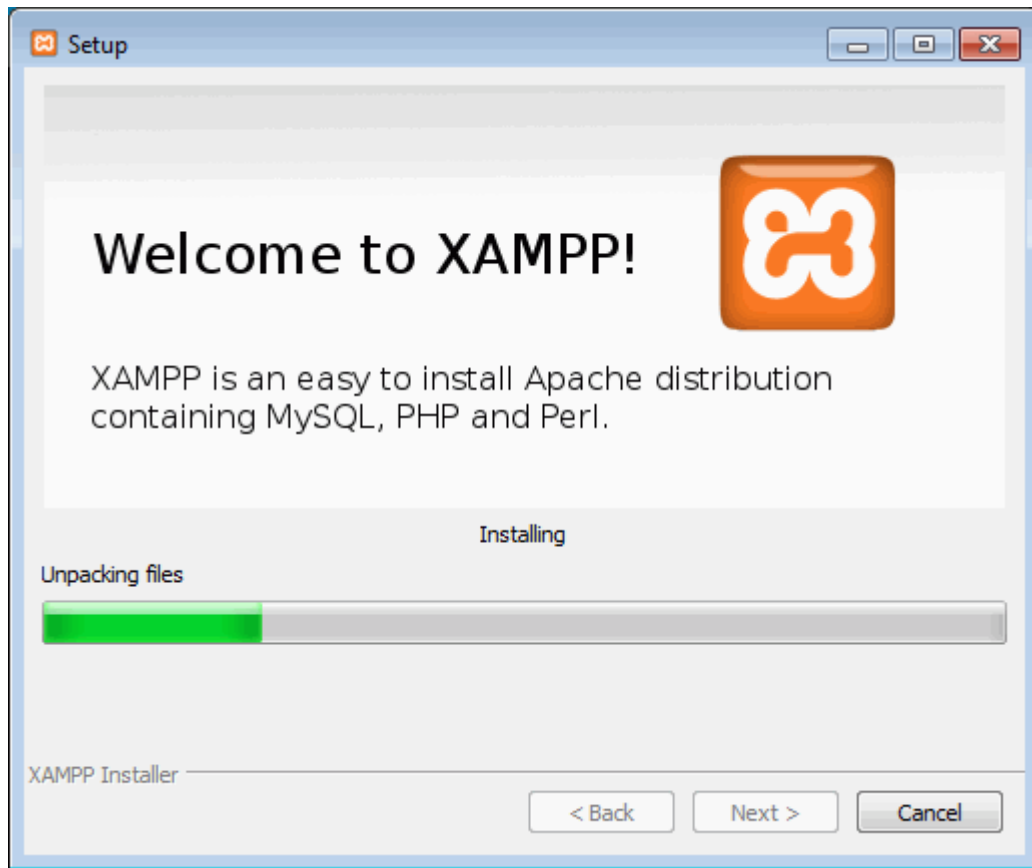 Setup
Welcome to XAMPP!
XAMPP is an easy to install Apache distribution
containing MySQL, PHP and Perl.
Installing
Unpacking files
XAMPP Installer
< Back
Next >
Cancel